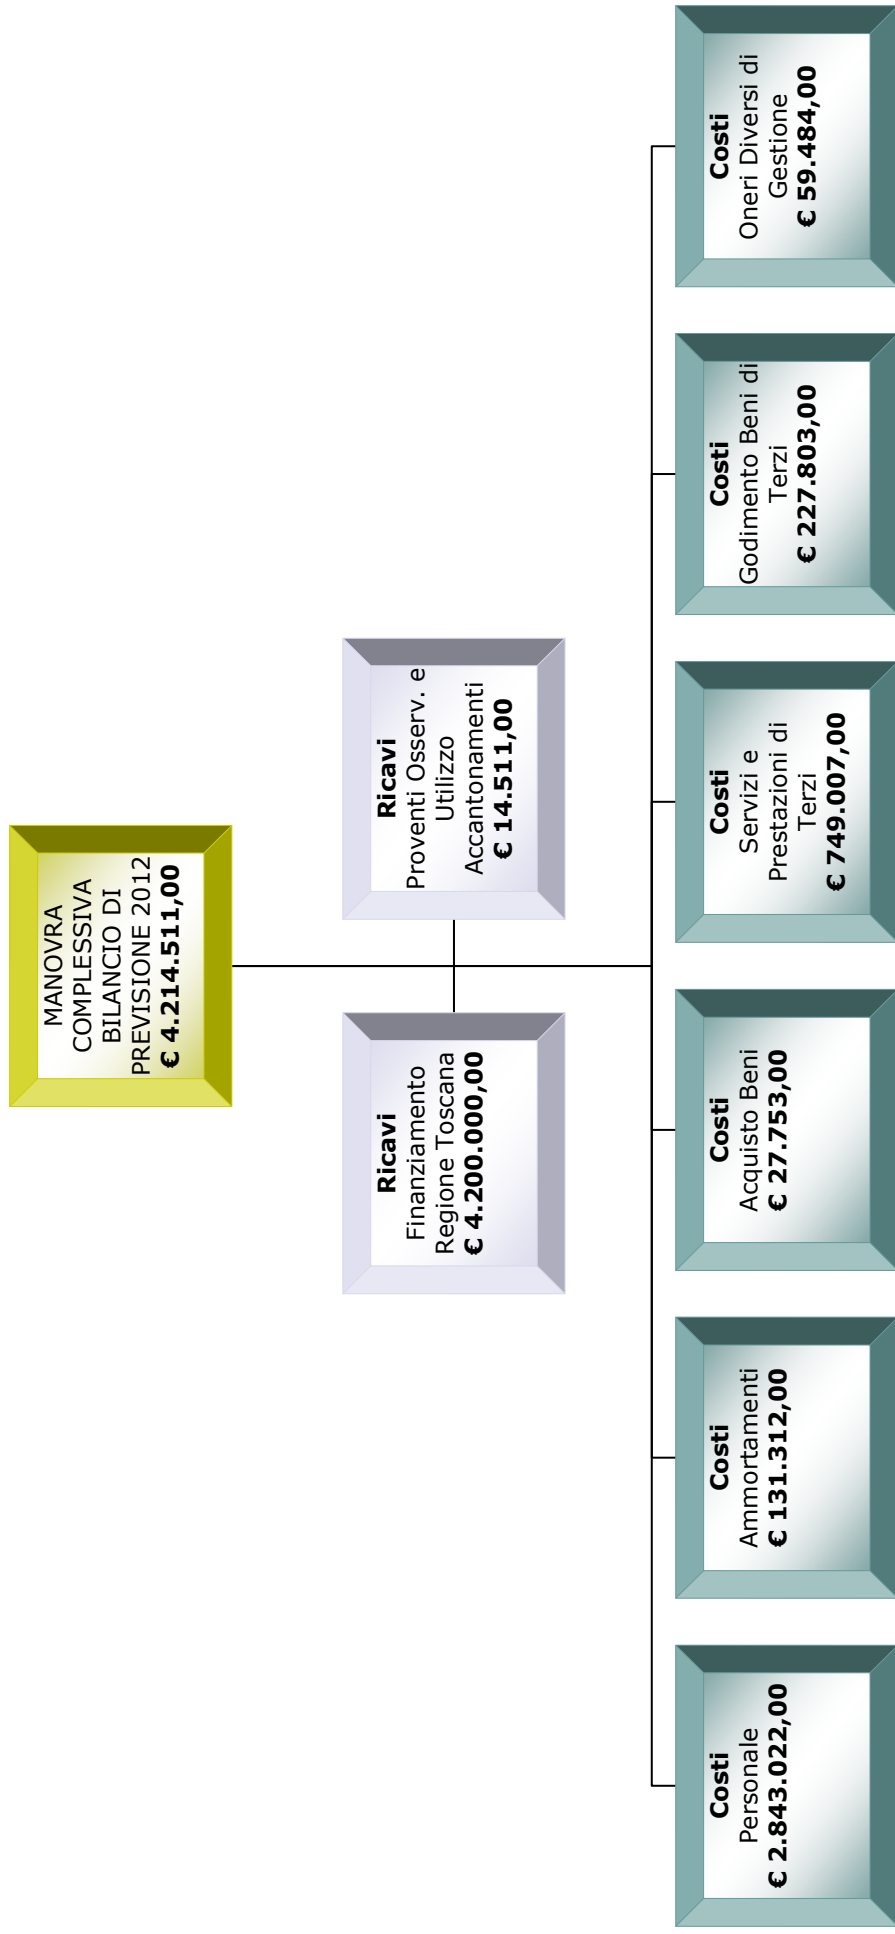 MANOVRA
COMPLESSIVA
BILANCIO DI
PREVISIONE 2012
€ 4.214.511,00
Ricavi
Finanziamento
Regione Toscana
€ 4.200.000,00
Ricavi
Proventi Osserv. e
Utilizzo
Accantonamenti
€ 14.511,00
Costi
Personale
€ 2.843.022,00
Costi
Ammortamenti
€ 131.312,00
Costi
Acquisto Beni
€ 27.753,00
Costi
Servizi e
Prestazioni di
Terzi
€ 749.007,00
Costi
Godimento Beni di
Terzi
€ 227.803,00
Costi
Oneri Diversi di
Gestione
€ 59.484,00